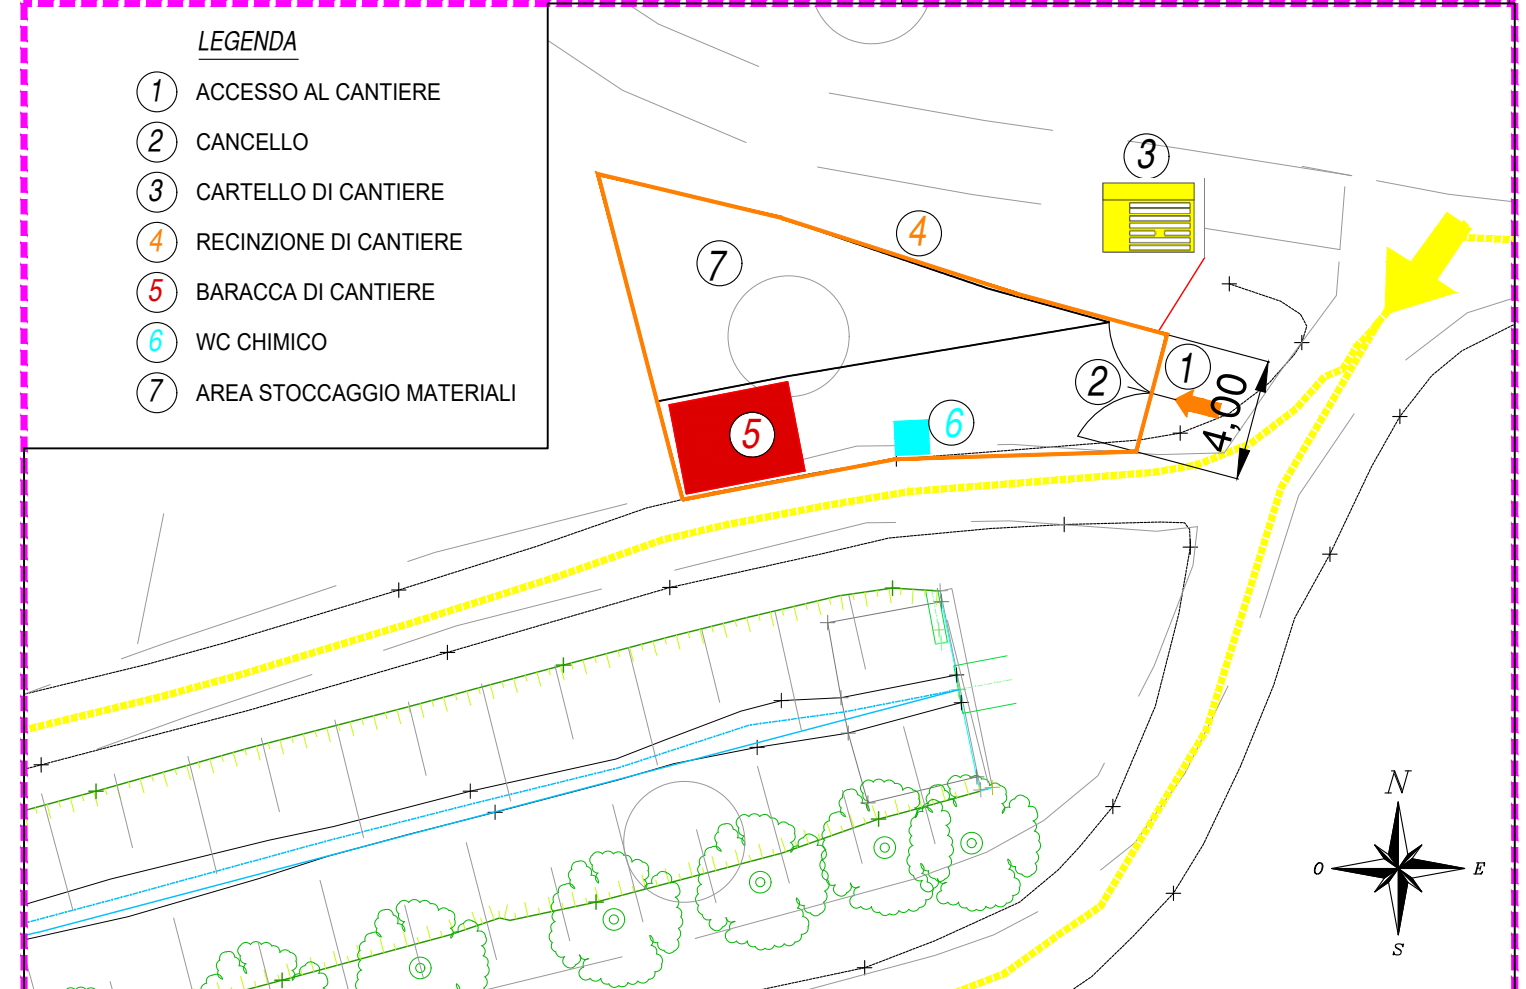 LEGENDA
1 ACCESSO AL CANTIERE
2 CANCELLO
3 CARTELLO DI CANTIERE
4 RECINZIONE DI CANTIERE
5 BARACCA DI CANTIERE
6 WC CHIMICO
7 AREA STOCCAGGIO MATERIALI
3
4
7
1
2
4,00
6
5
N
O
E
S